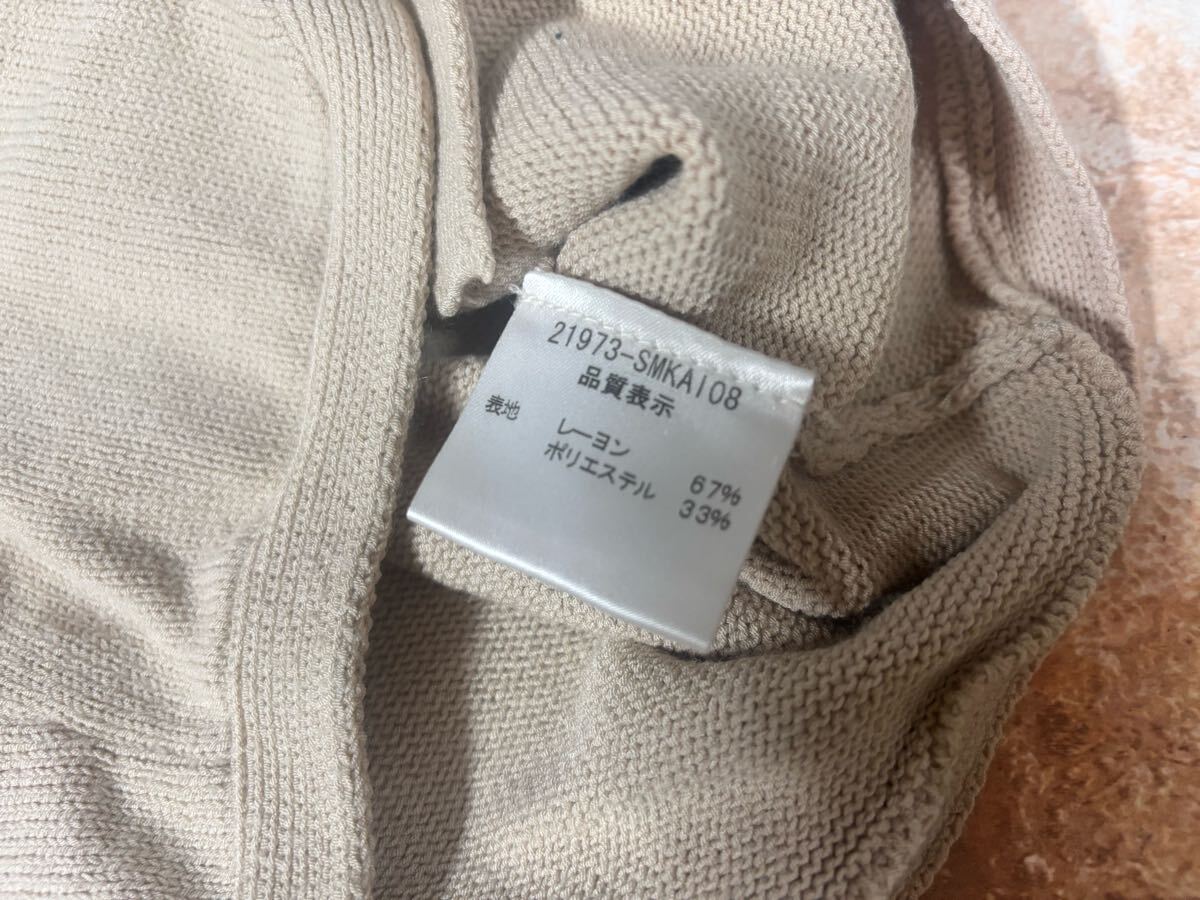 21973-SMKA108
品質表示
表地
レーヨン 67%
ポリエステル 33%